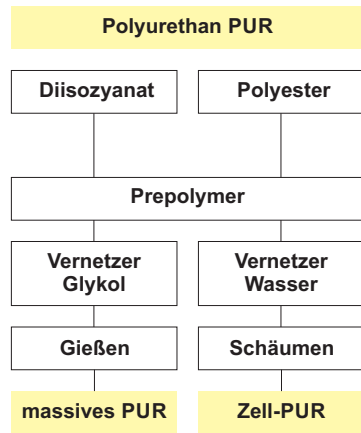 Polyurethan PUR
Diisozyanat
Polyester
Prepolymer
Vernetzer
Glykol
Vernetzer
Wasser
Gießen
Schäumen
massives PUR
Zell-PUR